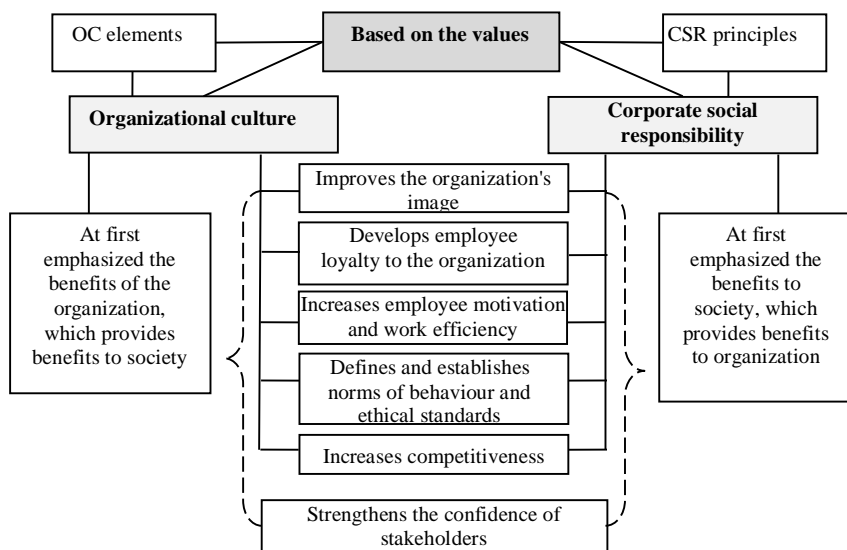 OC elements
Based on the values
CSR principles
Organizational culture
Corporate social
responsibility
Improves the organization's
image
Develops employee
loyalty to the organization
Increases employee motivation
and work efficiency
Defines and establishes
norms of behaviour and
ethical standards
Increases competitiveness
Strengthens the confidence of
stakeholders
At first
emphasized the
benefits of the
organization,
which provides
benefits to society
At first
emphasized the
benefits to
society, which
provides benefits
to organization